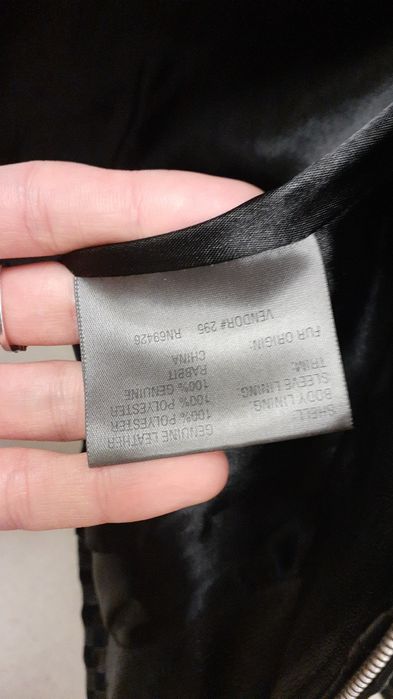 SHELL: GENUINE LEATHER
BODY LINING: 100% POLYESTER
SLEEVE LINING: 100% POLYESTER
TRIM: 100% GENUINE
RABBIT
FUR ORIGIN: CHINA
VENDOR# 295 RN69426